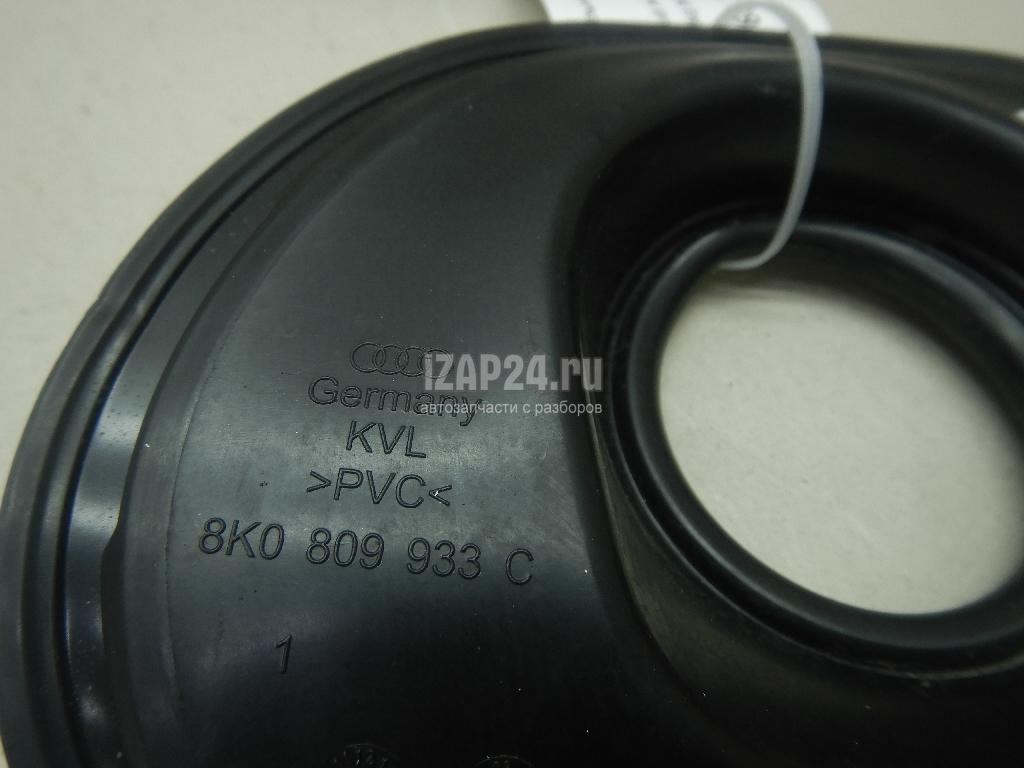 IZAP24.ru
Germany
автозапчасти с разборов
KVL
>PVC<
8K0 809 933 C
1